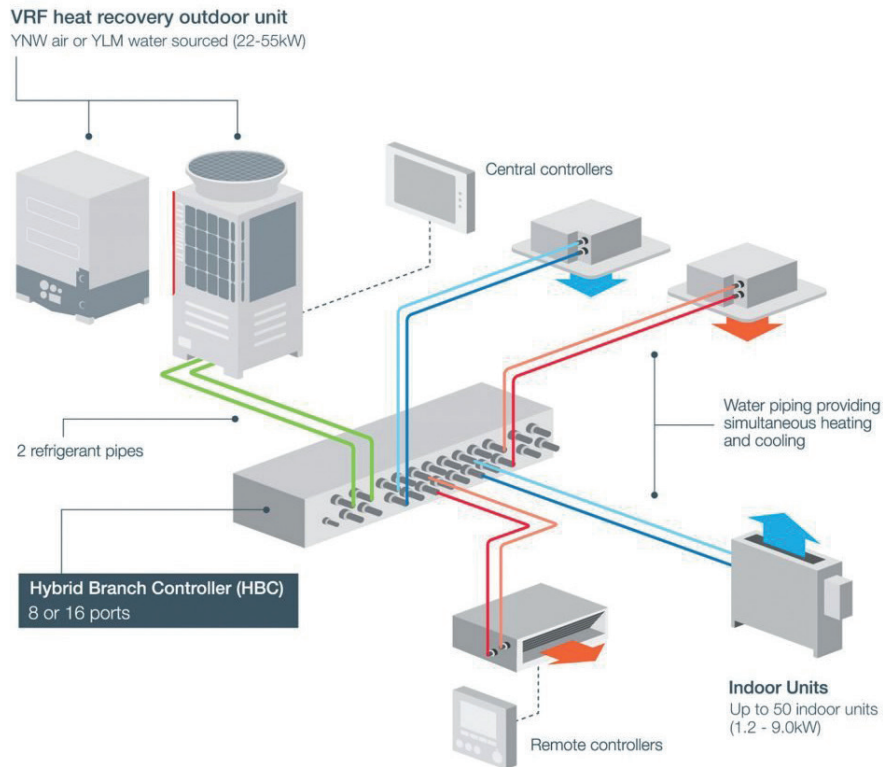 VRF heat recovery outdoor unit
YNW air or YLM water sourced (22-55kW)
Central controllers
Water piping providing
simultaneous heating
and cooling
2 refrigerant pipes
Hybrid Branch Controller (HBC)
8 or 16 ports
Indoor Units
Up to 50 indoor units
(1.2 - 9.0kW)
Remote controllers